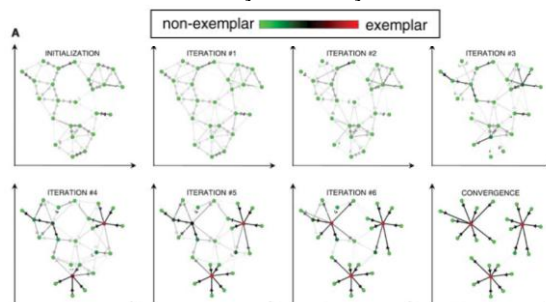 non-exemplar exemplar
A
INITIALIZATION ITERATION #1 ITERATION #2 ITERATION #3
ITERATION #4 ITERATION #5 ITERATION #6 CONVERGENCE